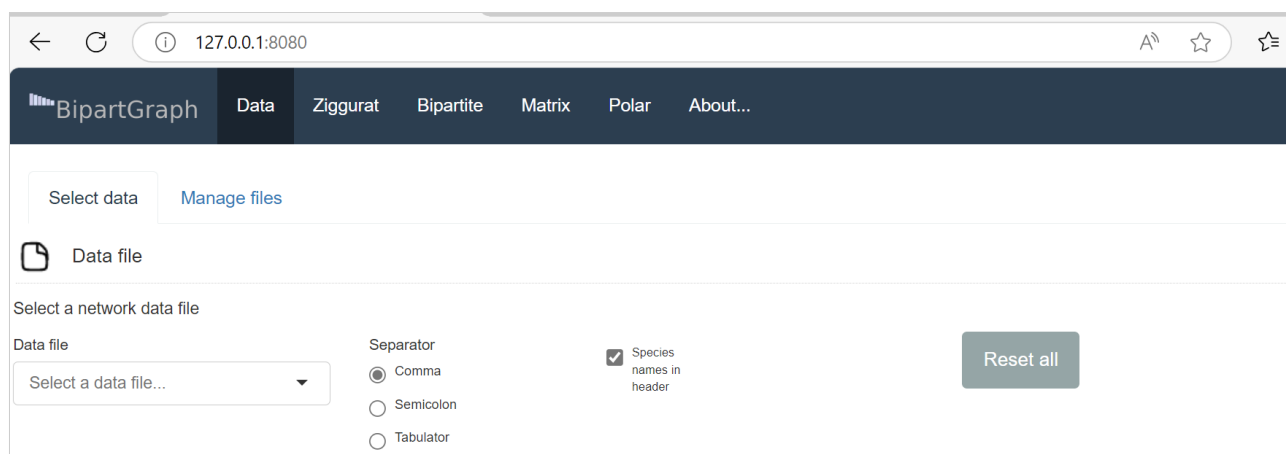 127.0.0.1:8080
BipartGraph Data Ziggurat Bipartite Matrix Polar About...
Select data Manage files
Data file
Select a network data file
Data file
Select a data file...
Separator
Comma
Semicolon
Tabulator
Species
names in
header
Reset all